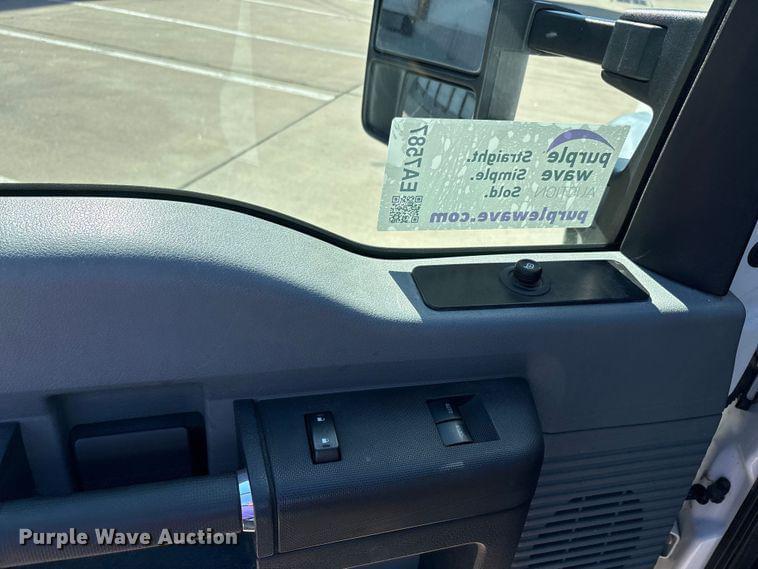 EA7587
Straight.
Simple.
Sold.
purple
wave
AUCTION
purplewave.com
Purple Wave Auction